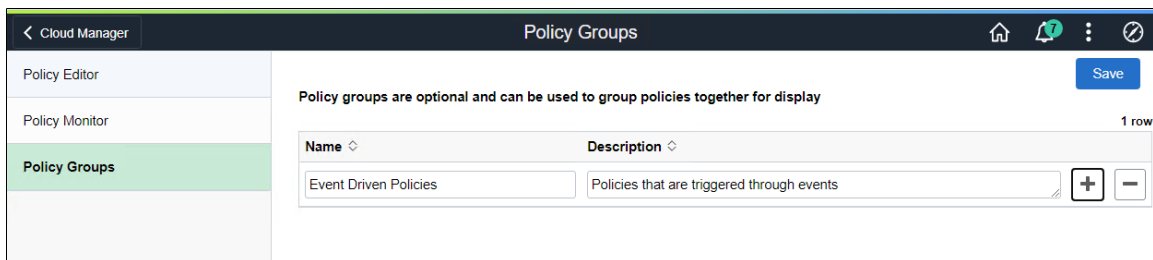 Cloud Manager
Policy Groups
7
Policy Editor
Save
Policy groups are optional and can be used to group policies together for display
Policy Monitor
1 row
Name
Description
Policy Groups
Event Driven Policies
Policies that are triggered through events